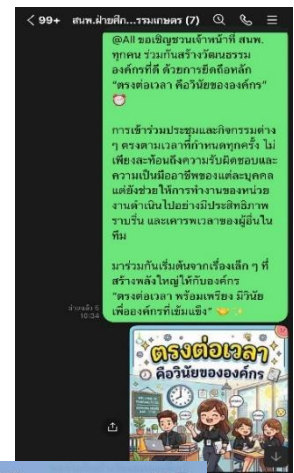 99+ สนพ.ฝ่ายศึก...รรมเกษตร (7)
@All ขอเชิญชวนเจ้าหน้าที่ สนพ.
ทุกคน ร่วมกันสร้างวัฒนธรรม
องค์กรที่ดี ด้วยการยึดถือหลัก
"ตรงต่อเวลา คือวินัยขององค์กร"
⏰
การเข้าร่วมประชุมและกิจกรรมต่าง
ๆ ตรงตามเวลาที่กำหนดทุกครั้ง ไม่
เพียงสะท้อนถึงความรับผิดชอบและ
ความเป็นมืออาชีพของแต่ละบุคคล
แต่ยังช่วยให้การทำงานของหน่วย
งานดำเนินไปอย่างมีประสิทธิภาพ
ราบรื่น และเคารพเวลาของผู้อื่นใน
ทีม
มาร่วมกันเริ่มต้นจากเรื่องเล็ก ๆ ที่
สร้างพลังใหญ่ให้กับองค์กร
"ตรงต่อเวลา พร้อมเพรียง มีวินัย
เพื่อองค์กรที่เข้มแข็ง"
อ่านแล้ว 5
10:34
ตรงต่อเวลา
คือวินัยขององค์กร